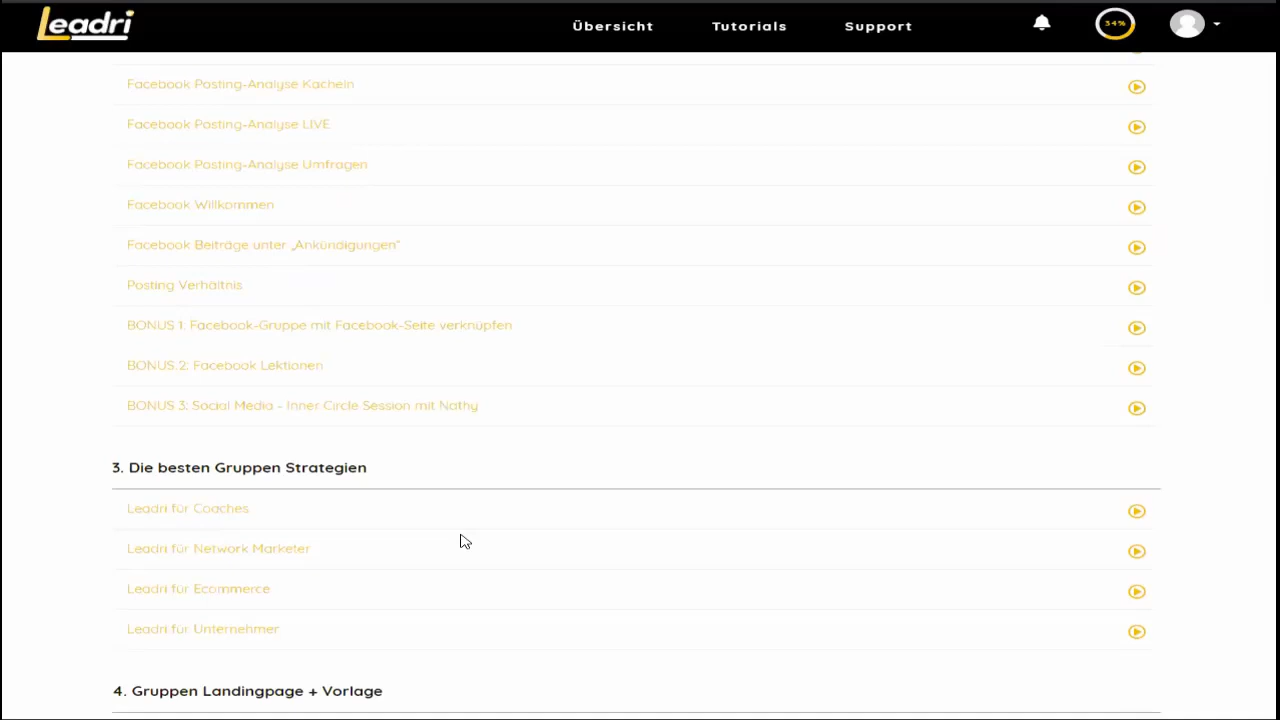 Leadri
Übersicht Tutorials Support 34%
Facebook Posting-Analyse Kacheln
Facebook Posting-Analyse LIVE
Facebook Posting-Analyse Umfragen
Facebook Willkommen
Facebook Beiträge unter „Ankündigungen“
Posting Verhältnis
BONUS 1: Facebook-Gruppe mit Facebook-Seite verknüpfen
BONUS 2: Facebook Lektionen
BONUS 3: Social Media - Inner Circle Session mit Nathy
3. Die besten Gruppen Strategien
Leadri für Coaches
Leadri für Network Marketer
Leadri für Ecommerce
Leadri für Unternehmer
4. Gruppen Landingpage + Vorlage